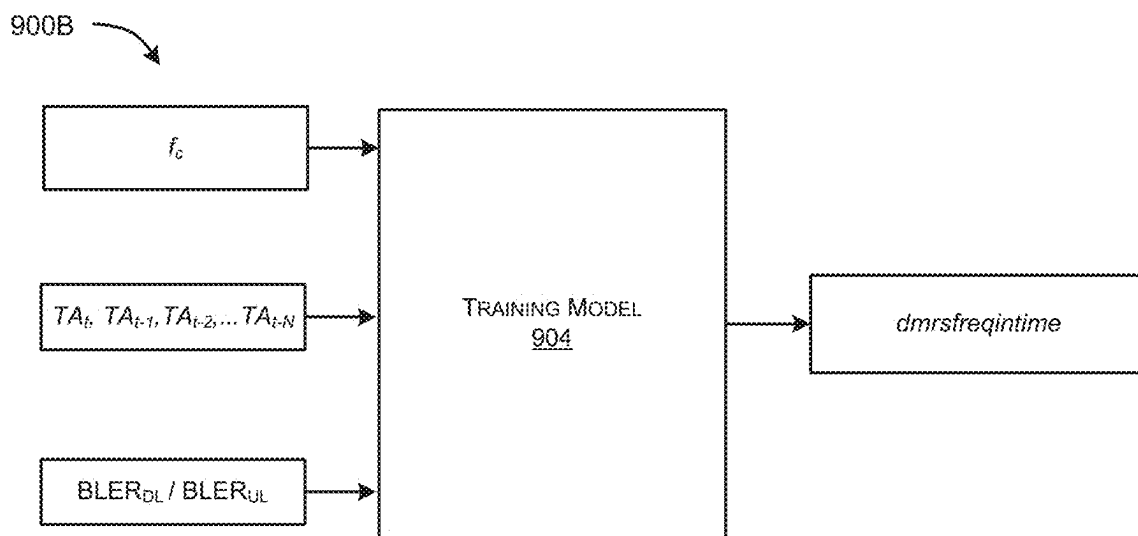 900B
f_c
TA_t, TA_t-1, TA_t-2, ... TA_t-N
TRAINING MODEL
904
dmrsfreqintime
BLER_DL / BLER_UL